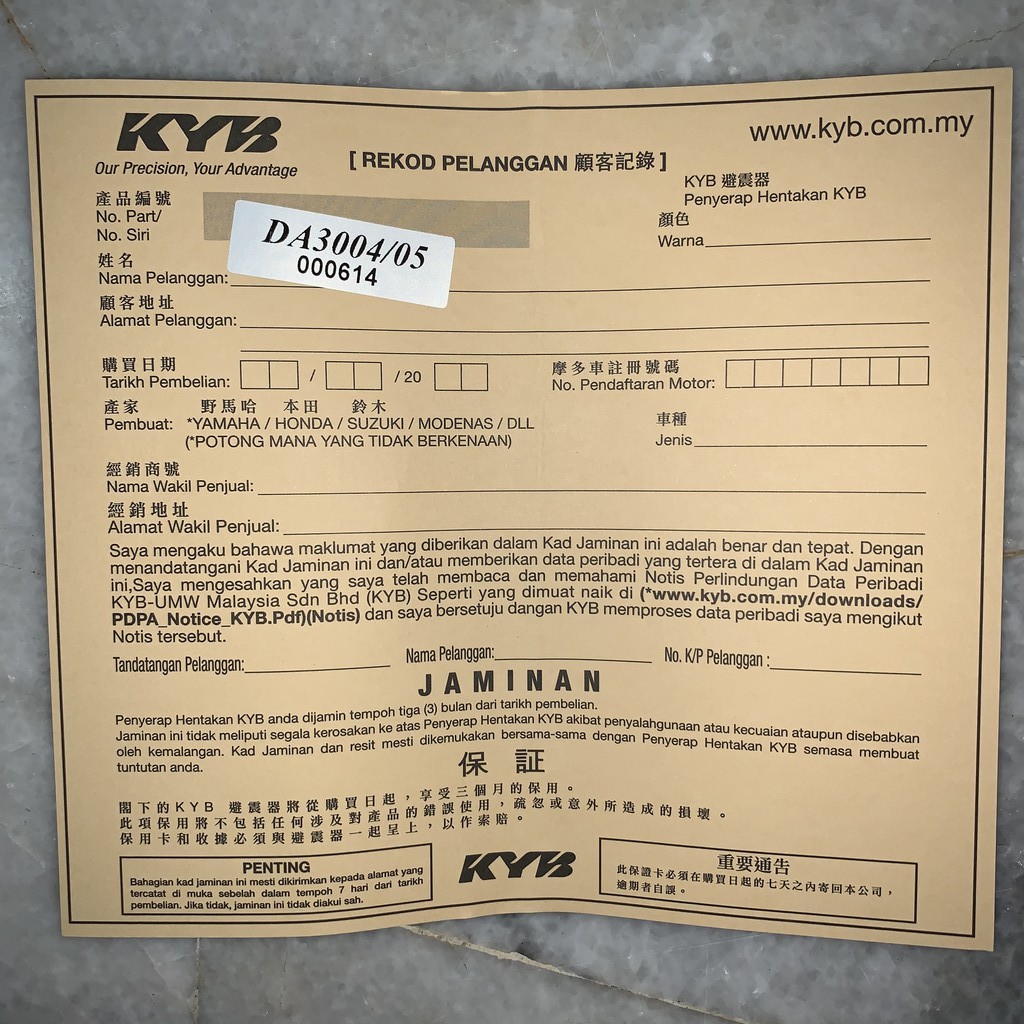 KYB
Our Precision, Your Advantage
[ REKOD PELANGGAN 顧客記錄 ]
www.kyb.com.my
KYB 避震器
Penyerap Hentakan KYB
產品編號
No. Part/
No. Siri
DA3004/05
000614
顏色
Warna
姓名
Nama Pelanggan:
顧客地址
Alamat Pelanggan:
購買日期
Tarikh Pembelian: / / 20
摩多車註冊號碼
No. Pendaftaran Motor:
產家 野馬哈 本田 鈴木
Pembuat: *YAMAHA / HONDA / SUZUKI / MODENAS / DLL
(*POTONG MANA YANG TIDAK BERKENAAN)
車種
Jenis
經銷商號
Nama Wakil Penjual:
經銷地址
Alamat Wakil Penjual:
Saya mengaku bahawa maklumat yang diberikan dalam Kad Jaminan ini adalah benar dan tepat. Dengan
menandatangani Kad Jaminan ini dan/atau memberikan data peribadi yang tertera di dalam Kad Jaminan
ini,Saya mengesahkan yang saya telah membaca dan memahami Notis Perlindungan Data Peribadi
KYB-UMW Malaysia Sdn Bhd (KYB) Seperti yang dimuat naik di (*www.kyb.com.my/downloads/
PDPA_Notice_KYB.Pdf)(Notis) dan saya bersetuju dangan KYB memproses data peribadi saya mengikut
Notis tersebut.
Tandatangan Pelanggan: Nama Pelanggan: No. K/P Pelanggan :
JAMINAN
Penyerap Hentakan KYB anda dijamin tempoh tiga (3) bulan dari tarikh pembelian.
Jaminan ini tidak meliputi segala kerosakan ke atas Penyerap Hentakan KYB akibat penyalahgunaan atau kecuaian ataupun disebabkan
oleh kemalangan. Kad Jaminan dan resit mesti dikemukakan bersama-sama dengan Penyerap Hentakan KYB semasa membuat
tuntutan anda.
保証
閣下的KYB 避震器將從購買日起，享受三個月的保用。
此項保用將不包括任何涉及對產品的錯誤使用，疏忽或意外所造成的損壞。
保用卡和收據必須與避震器一起呈上，以作索賠。
PENTING
Bahagian kad jaminan ini mesti dikirimkan kepada alamat yang
tercatat di muka sebelah dalam tempoh 7 hari dari tarikh
pembelian. Jika tidak, jaminan ini tidak diakui sah.
KYB
重要通告
此保證卡必須在購買日起的七天之內寄回本公司，
逾期者自誤。